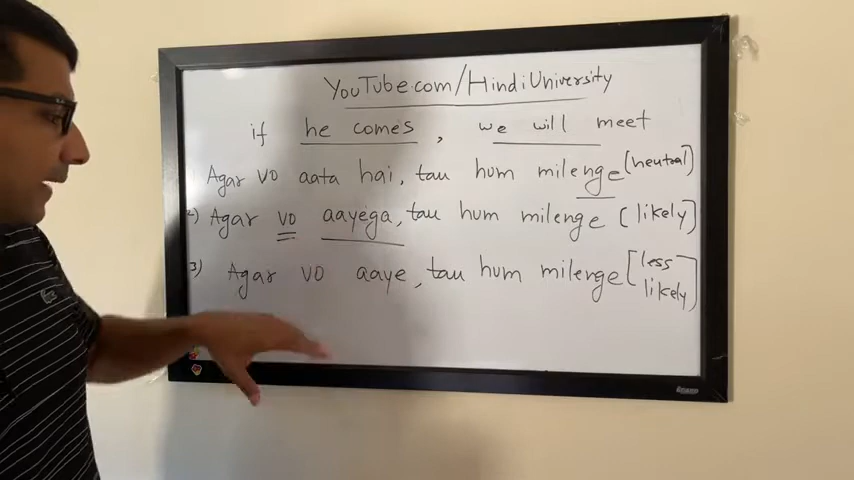 YouTube.com/HindiUniversity
if he comes, we will meet
Agar vo aata hai, tau hum milenge [neutral]
2) Agar vo aayega, tau hum milenge [likely]
3) Agar vo aaye, tau hum milenge [less likely]